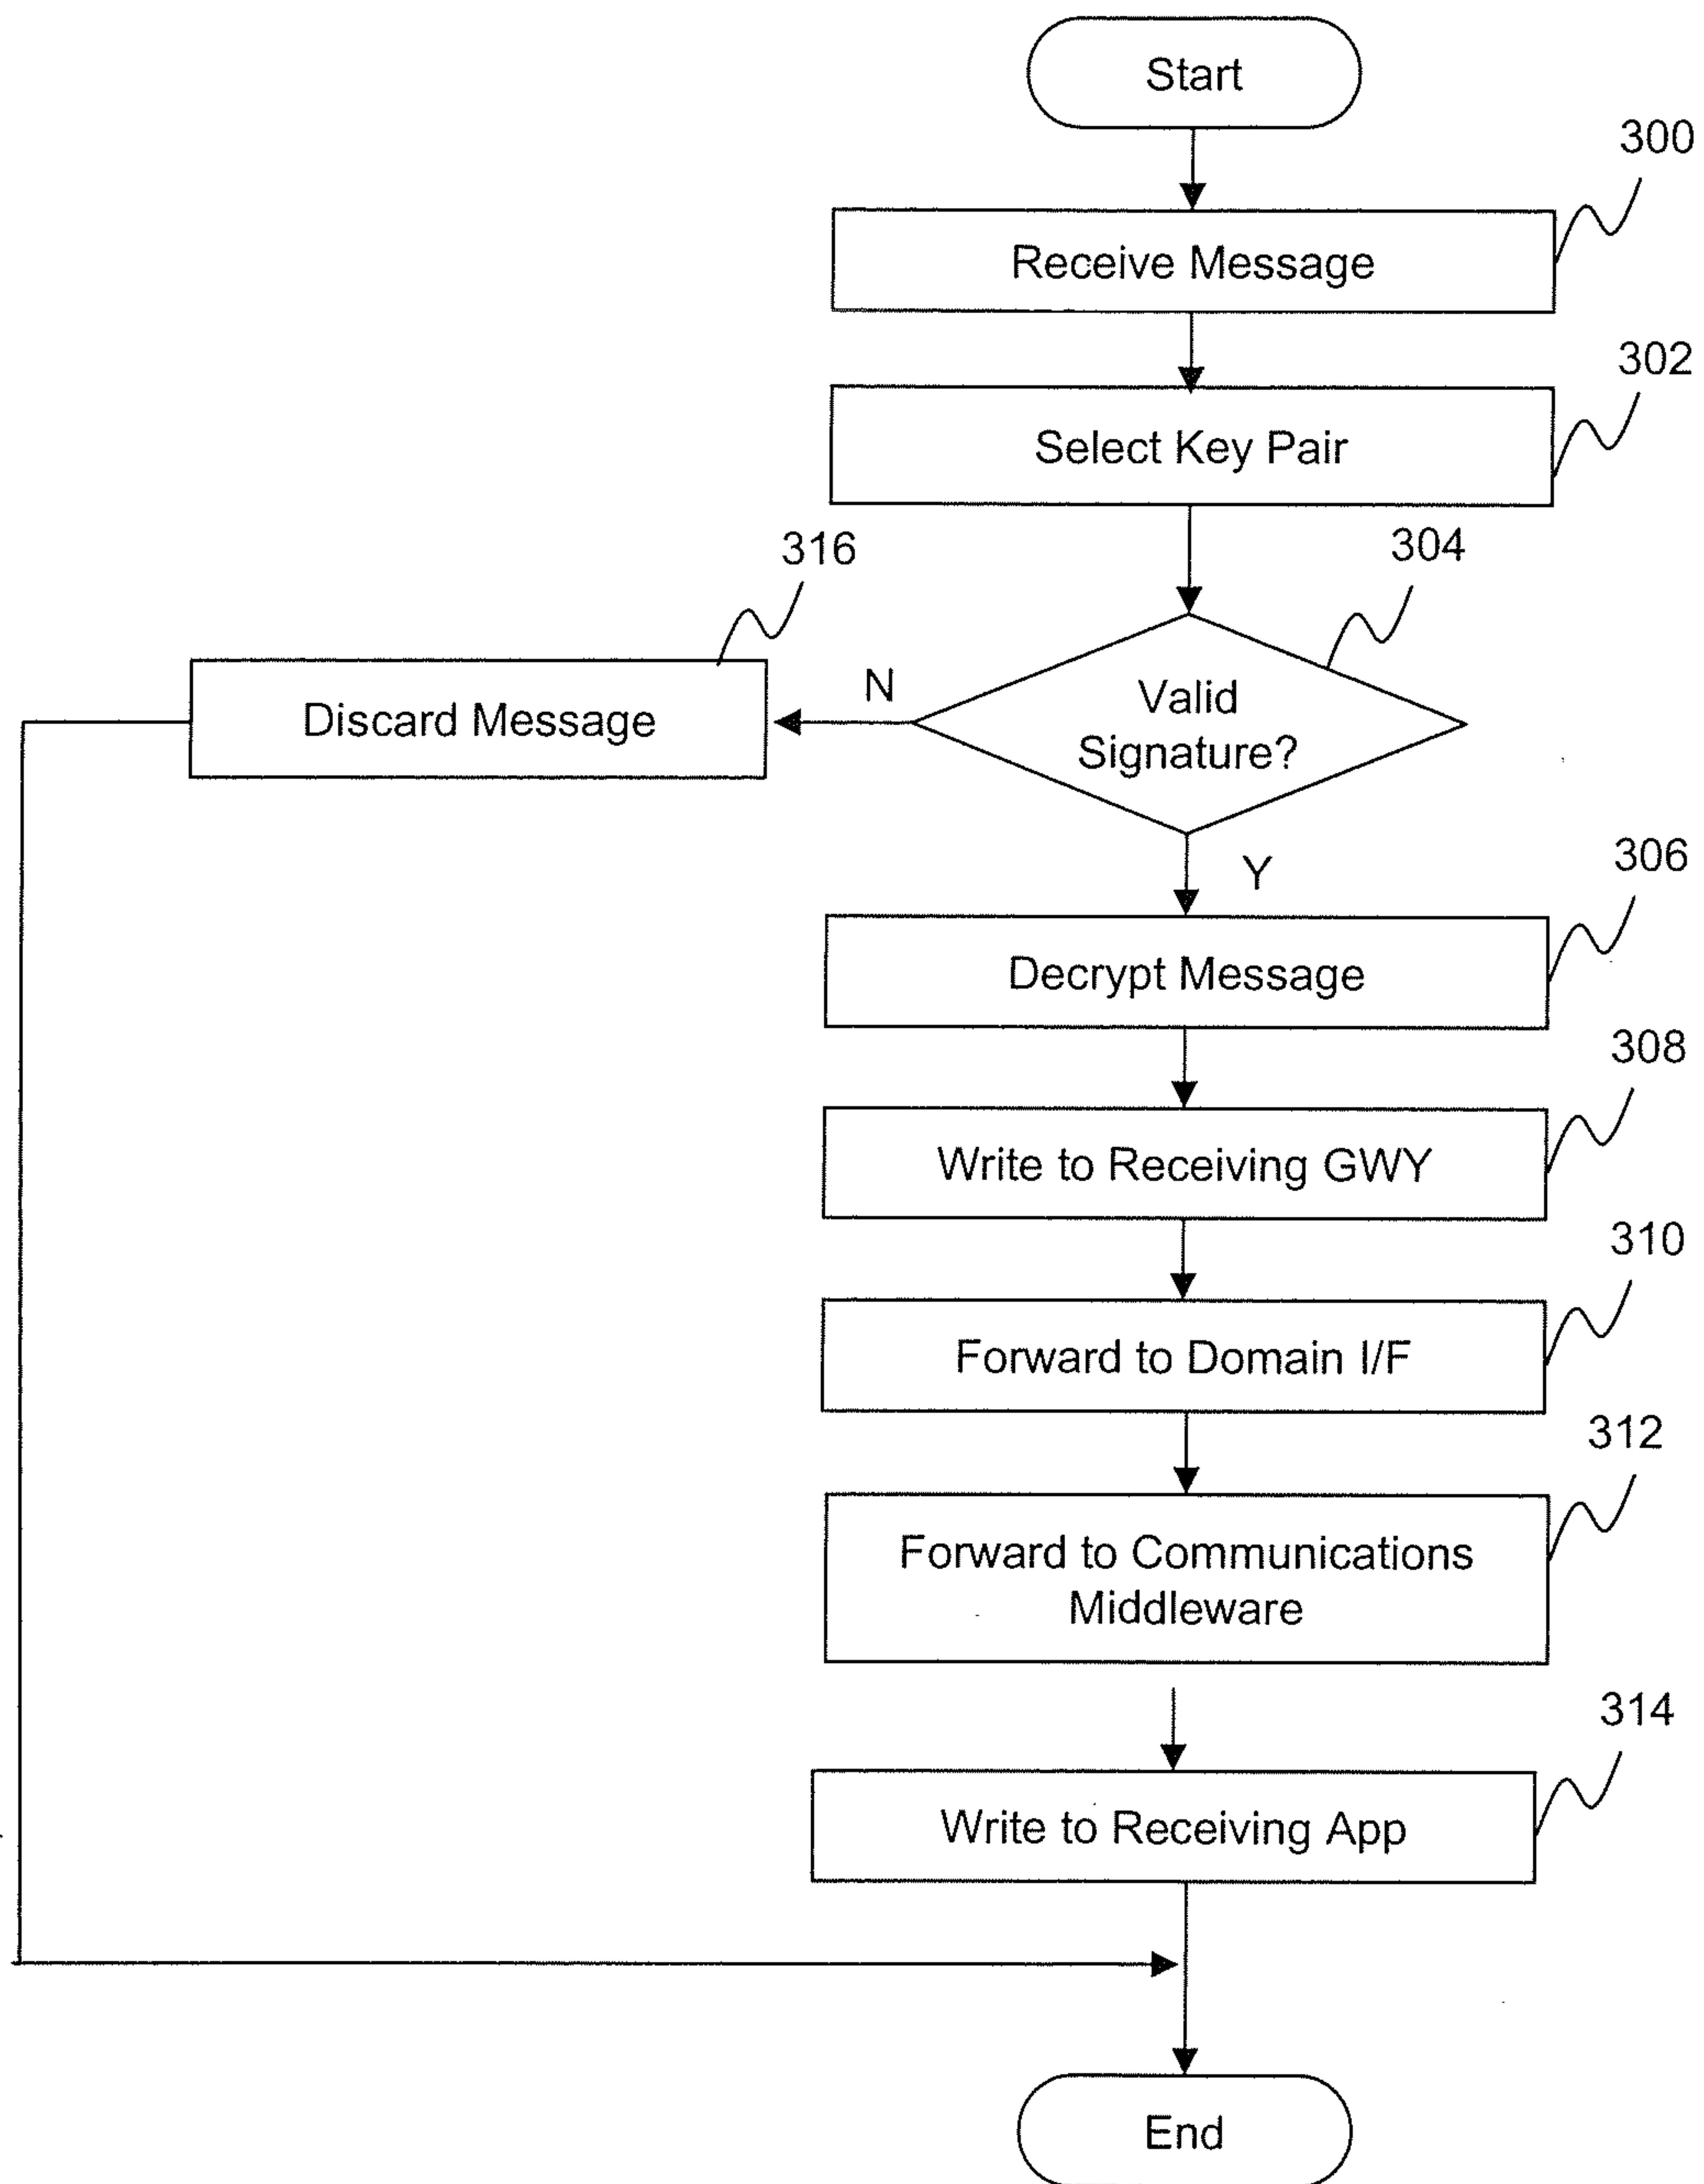 Start
300
Receive Message
302
Select Key Pair
316
304
Discard Message
N
Valid
Signature?
Y
306
Decrypt Message
308
Write to Receiving GWY
310
Forward to Domain I/F
312
Forward to Communications
Middleware
314
Write to Receiving App
End